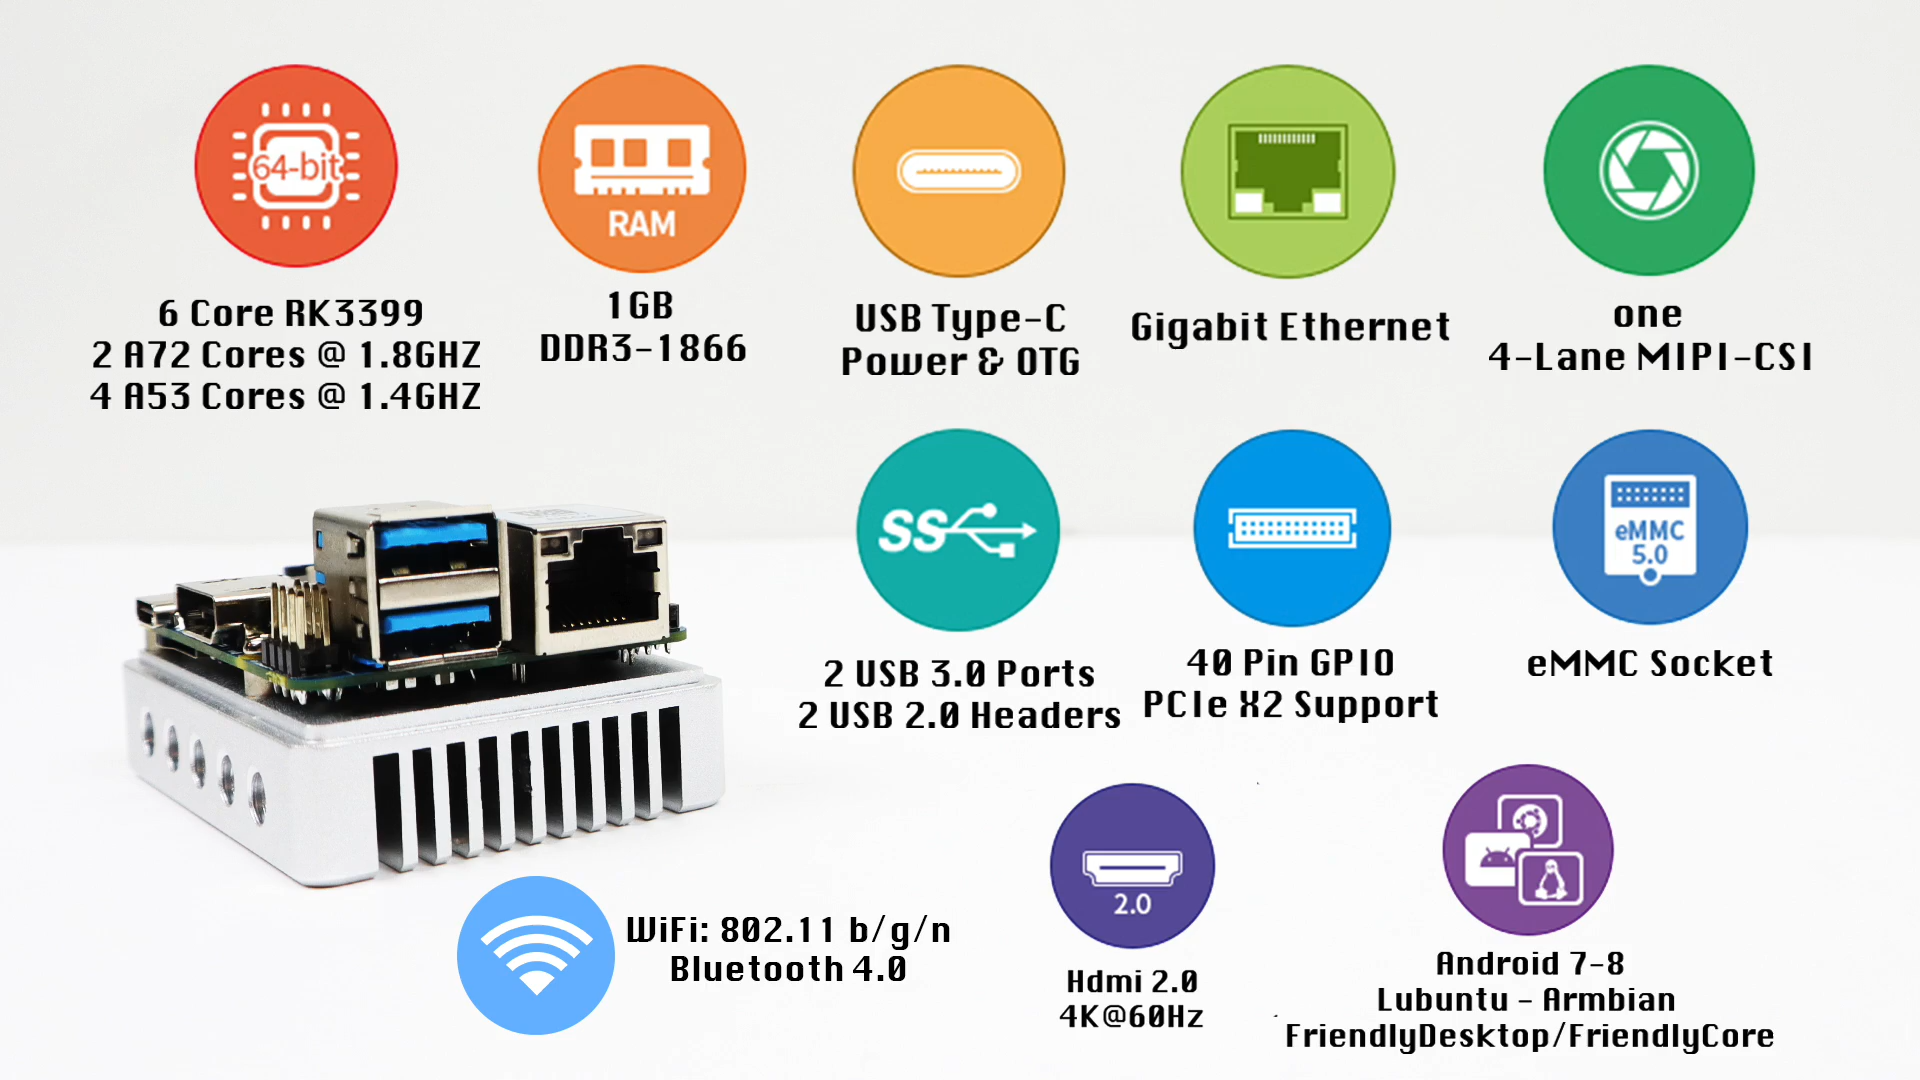 64-bit
6 Core RK3399
2 A72 Cores @ 1.8GHZ
4 A53 Cores @ 1.4GHZ
RAM
1GB
DDR3-1866
USB Type-C
Power & OTG
Gigabit Ethernet
one
4-Lane MIPI-CSI
SS
2 USB 3.0 Ports
2 USB 2.0 Headers
40 Pin GPIO
PCIe X2 Support
eMMC
5.0
eMMC Socket
WiFi: 802.11 b/g/n
Bluetooth 4.0
2.0
Hdmi 2.0
4K@60Hz
Android 7-8
Lubuntu - Armbian
FriendlyDesktop/FriendlyCore